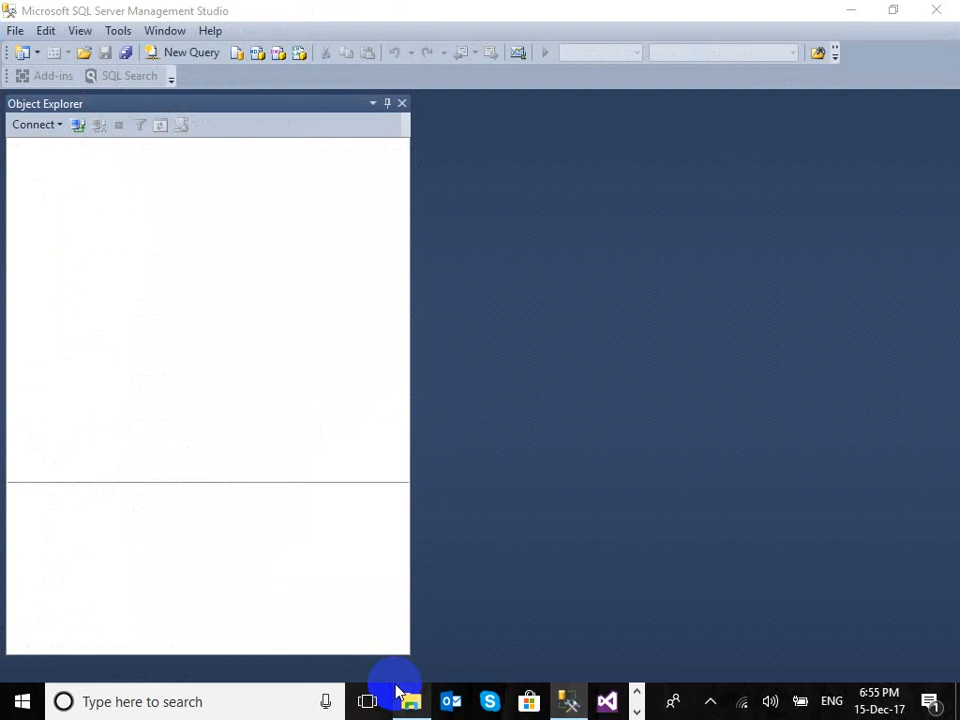 Microsoft SQL Server Management Studio
File Edit View Tools Window Help
New Query
Add-ins SQL Search
Object Explorer
Connect
Type here to search
ENG
6:55 PM
15-Dec-17
1